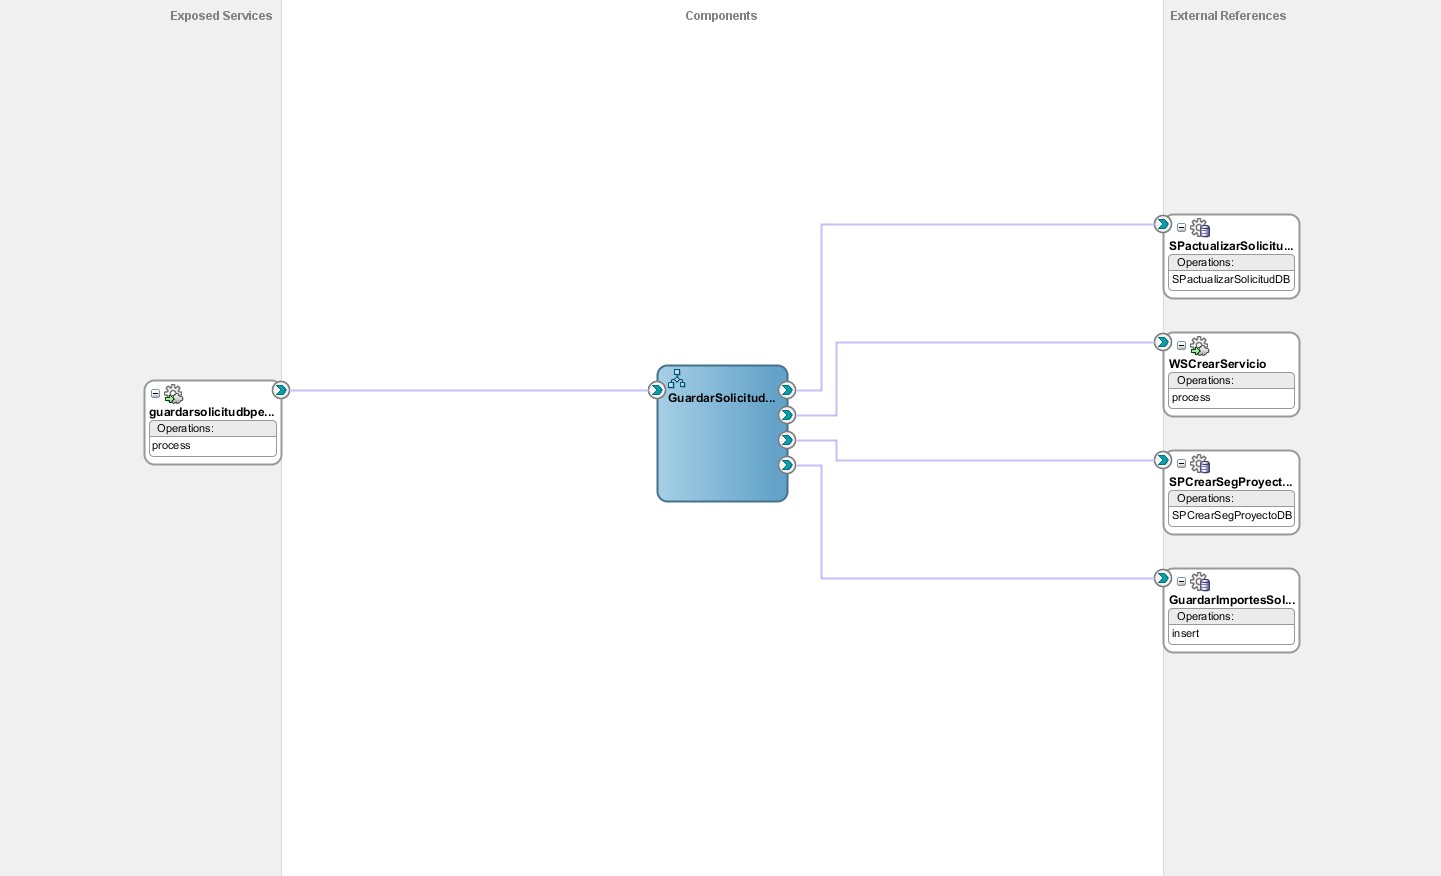 Exposed Services
Components
External References
guardarsolicitudbpe...
Operations:
process
GuardarSolicitud...
SPactualizarSolicitu...
Operations:
SPactualizarSolicitudDB
WSCrearServicio
Operations:
process
SPCrearSegProyect...
Operations:
SPCrearSegProyectoDB
GuardarImportesSol...
Operations:
insert